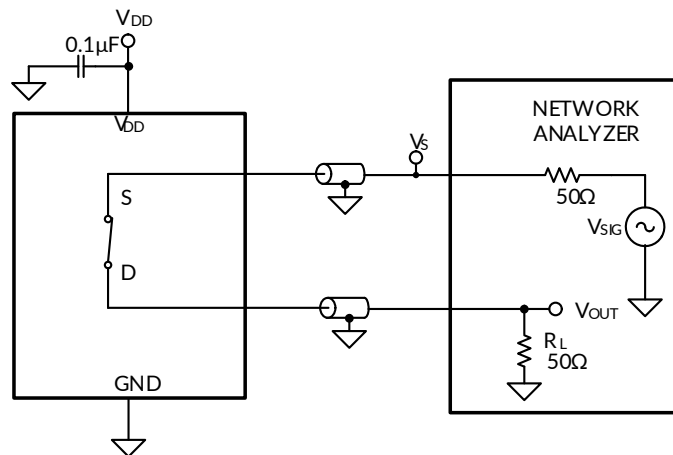 VDD
0.1µF
VDD
NETWORK
ANALYZER
VS
50Ω
S
VSIG
D
VOUT
RL
50Ω
GND